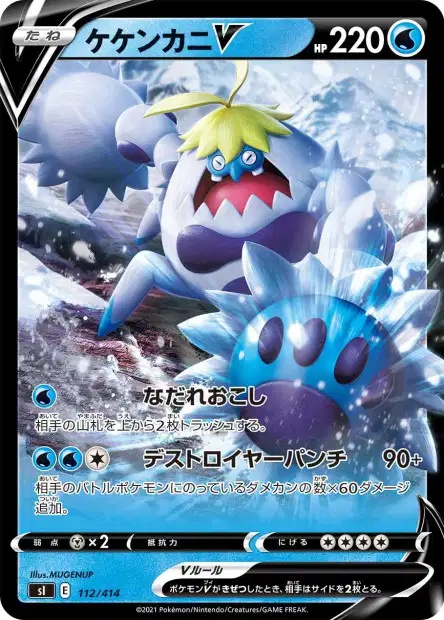 たね ケケンカニV HP 220
なだれおこし
相手の山札を上から2枚トラッシュする。
デストロイヤーパンチ 90+
相手のバトルポケモンにのっているダメカンの数×60ダメージ
追加。
弱点 ×2 抵抗力 にげる
Illus.MUGENUP
Vルール
sI E 112/414
ポケモンVがきぜつしたとき、相手はサイドを2枚とる。
©2021 Pokémon/Nintendo/Creatures/GAME FREAK.